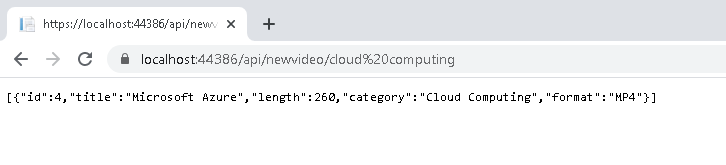 https://localhost:44386/api/newv
localhost:44386/api/newvideo/cloud%20computing
[{"id":4,"title":"Microsoft Azure","length":260,"category":"Cloud Computing","format":"MP4"}]